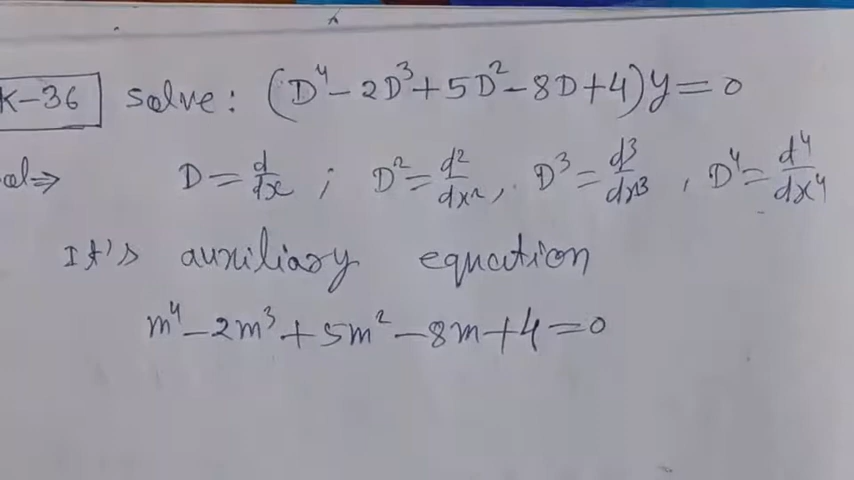 K-36 Solve: (D⁴-2D³+5D²-8D+4)y=0
ol⇒ D=d/dx ; D²=d²/dx², D³=d³/dx³, D⁴=d⁴/dx⁴
It's auxiliary equation
m⁴-2m³+5m²-8m+4=0